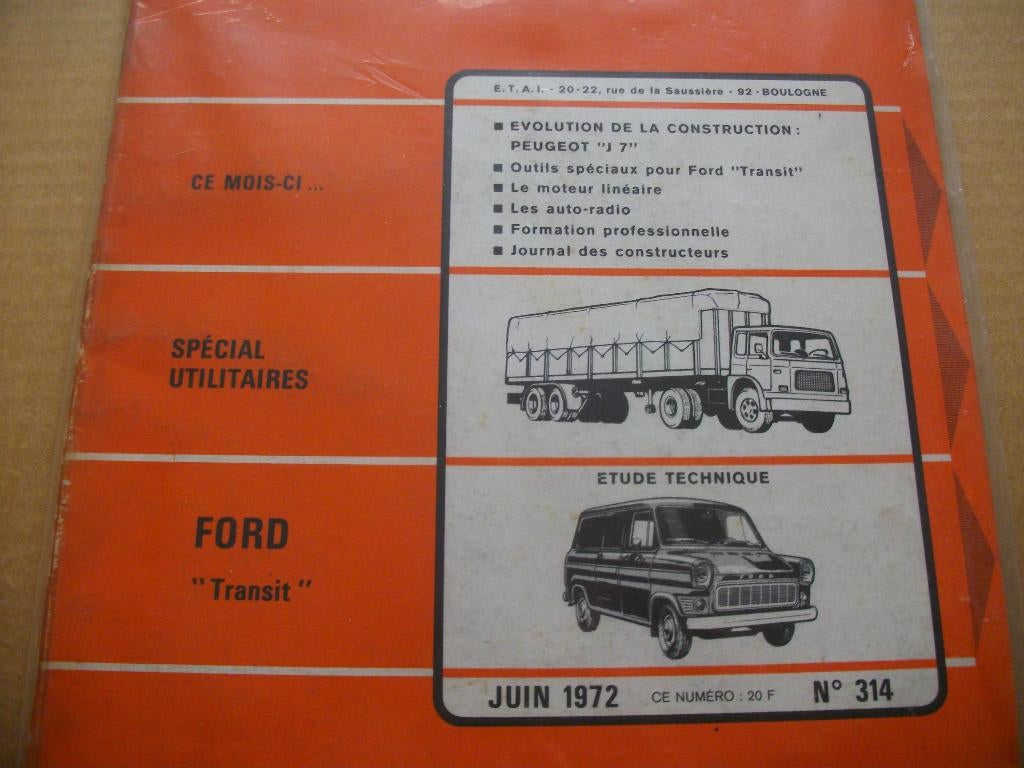 E.T.A.I. - 20-22, rue de la Saussière - 92 - BOULOGNE
CE MOIS-CI ...
■ EVOLUTION DE LA CONSTRUCTION :
PEUGEOT "J 7"
■ Outils spéciaux pour Ford "Transit"
■ Le moteur linéaire
■ Les auto-radio
■ Formation professionnelle
■ Journal des constructeurs
SPÉCIAL
UTILITAIRES
ETUDE TECHNIQUE
FORD
"Transit"
FORD
JUIN 1972 CE NUMÉRO : 20 F N° 314